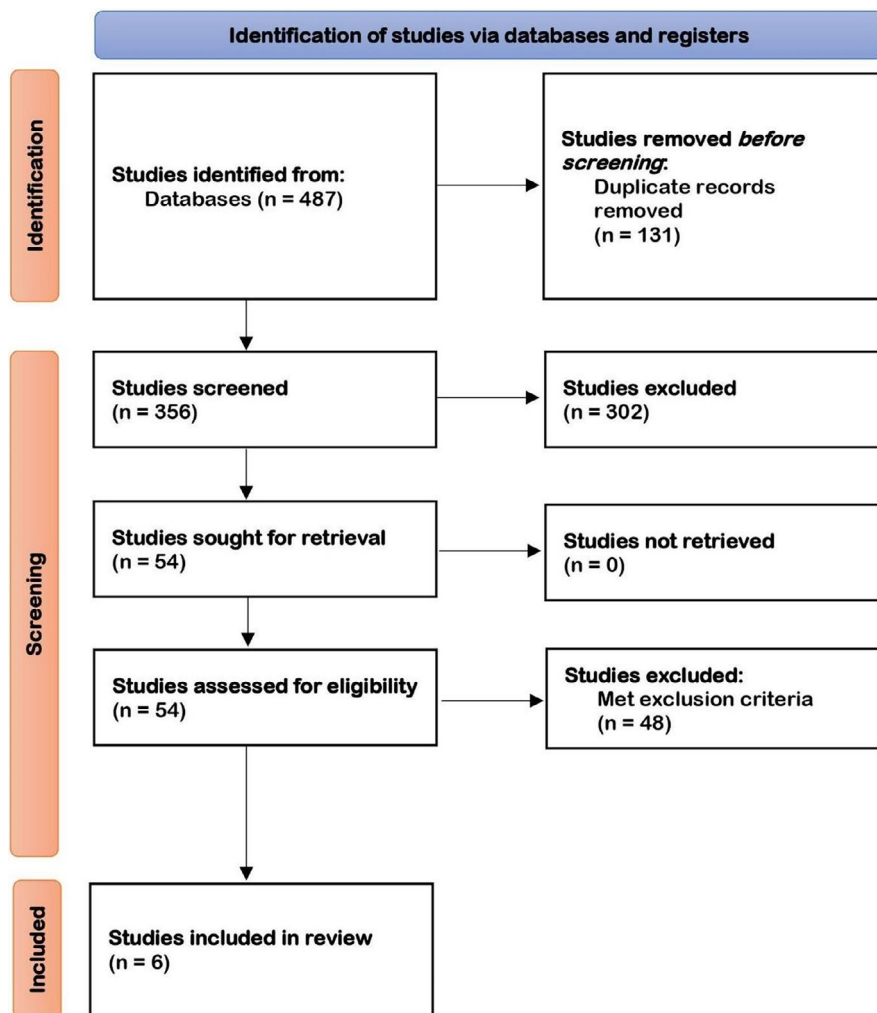 Identification of studies via databases and registers
Identification
Studies identified from:
Databases (n = 487)
Studies removed before
screening:
Duplicate records
removed
(n = 131)
Screening
Studies screened
(n = 356)
Studies excluded
(n = 302)
Studies sought for retrieval
(n = 54)
Studies not retrieved
(n = 0)
Studies assessed for eligibility
(n = 54)
Studies excluded:
Met exclusion criteria
(n = 48)
Included
Studies included in review
(n = 6)